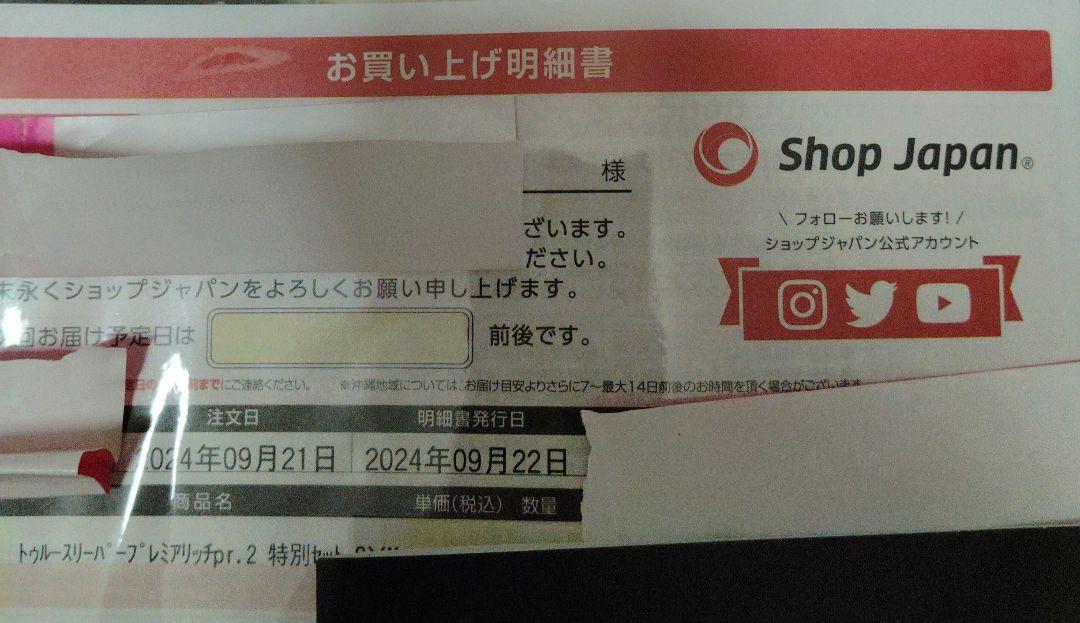 お買い上げ明細書
Shop Japan®
様
\ フォローお願いします! /
ショップジャパン公式アカウント
ざいます。
ださい。
末永くショップジャパンをよろしくお願い申し上げます。
回お届け予定日は 前後です。
までにご連絡ください。 ※沖縄地域については、お届け目安よりさらに7〜最大14日前後のお時間を頂く場合がございます
注文日 明細書発行日
2024年09月21日 2024年09月22日
商品名 単価(税込) 数量
トゥルースリーパープレミアリッチpr.2 特別セット